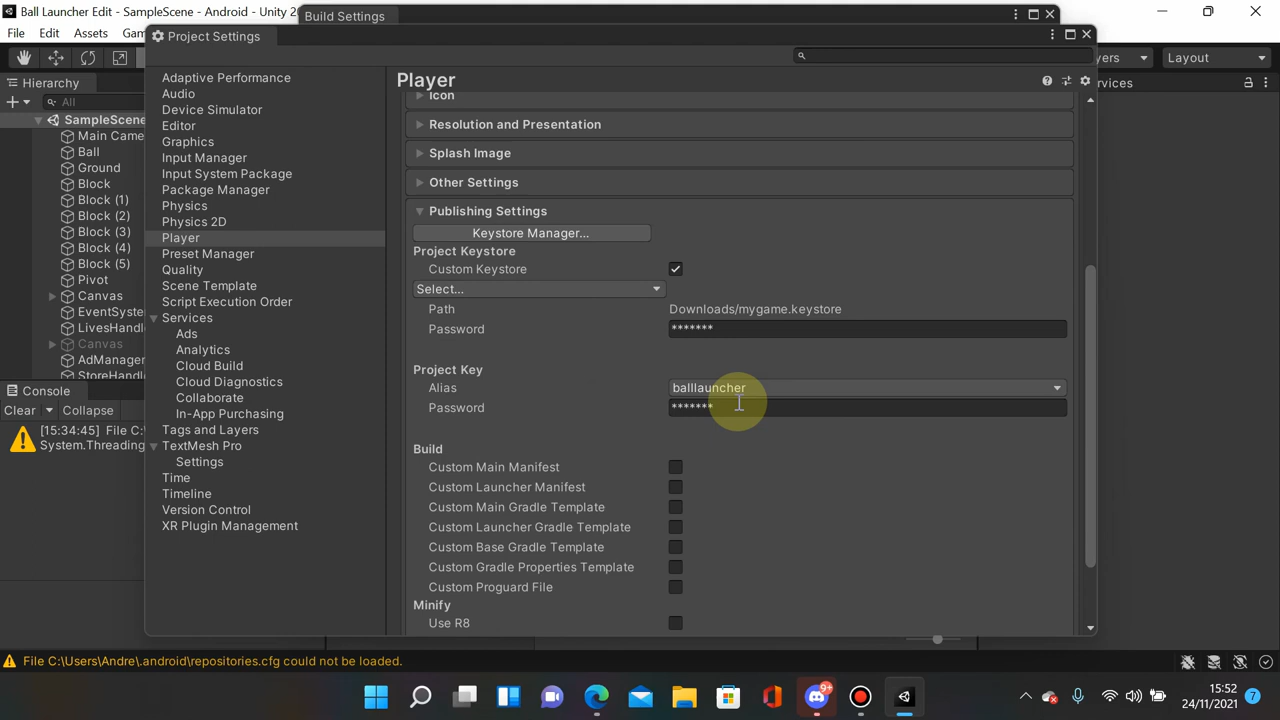 Ball Launcher Edit - SampleScene - Android - Unity 20
Build Settings
File Edit Assets Gam
Project Settings
yers
Layout
Hierarchy
rvices
All
SampleScene
Main Came
Ball
Ground
Block
Block (1)
Block (2)
Block (3)
Block (4)
Block (5)
Pivot
Canvas
EventSyste
LivesHandl
Canvas
AdManager
StoreHandle
Console
Clear Collapse
[15:34:45] File C:\
System.Threading
Adaptive Performance
Audio
Device Simulator
Editor
Graphics
Input Manager
Input System Package
Package Manager
Physics
Physics 2D
Player
Preset Manager
Quality
Scene Template
Script Execution Order
Services
Ads
Analytics
Cloud Build
Cloud Diagnostics
Collaborate
In-App Purchasing
Tags and Layers
TextMesh Pro
Settings
Time
Timeline
Version Control
XR Plugin Management
Player
Icon
Resolution and Presentation
Splash Image
Other Settings
Publishing Settings
Keystore Manager...
Project Keystore
Custom Keystore
Select...
Path Downloads/mygame.keystore
Password *******
Project Key
Alias balllauncher
Password *******
Build
Custom Main Manifest
Custom Launcher Manifest
Custom Main Gradle Template
Custom Launcher Gradle Template
Custom Base Gradle Template
Custom Gradle Properties Template
Custom Proguard File
Minify
Use R8
File C:\Users\Andre\.android\repositories.cfg could not be loaded.
9+
15:52
24/11/2021
7